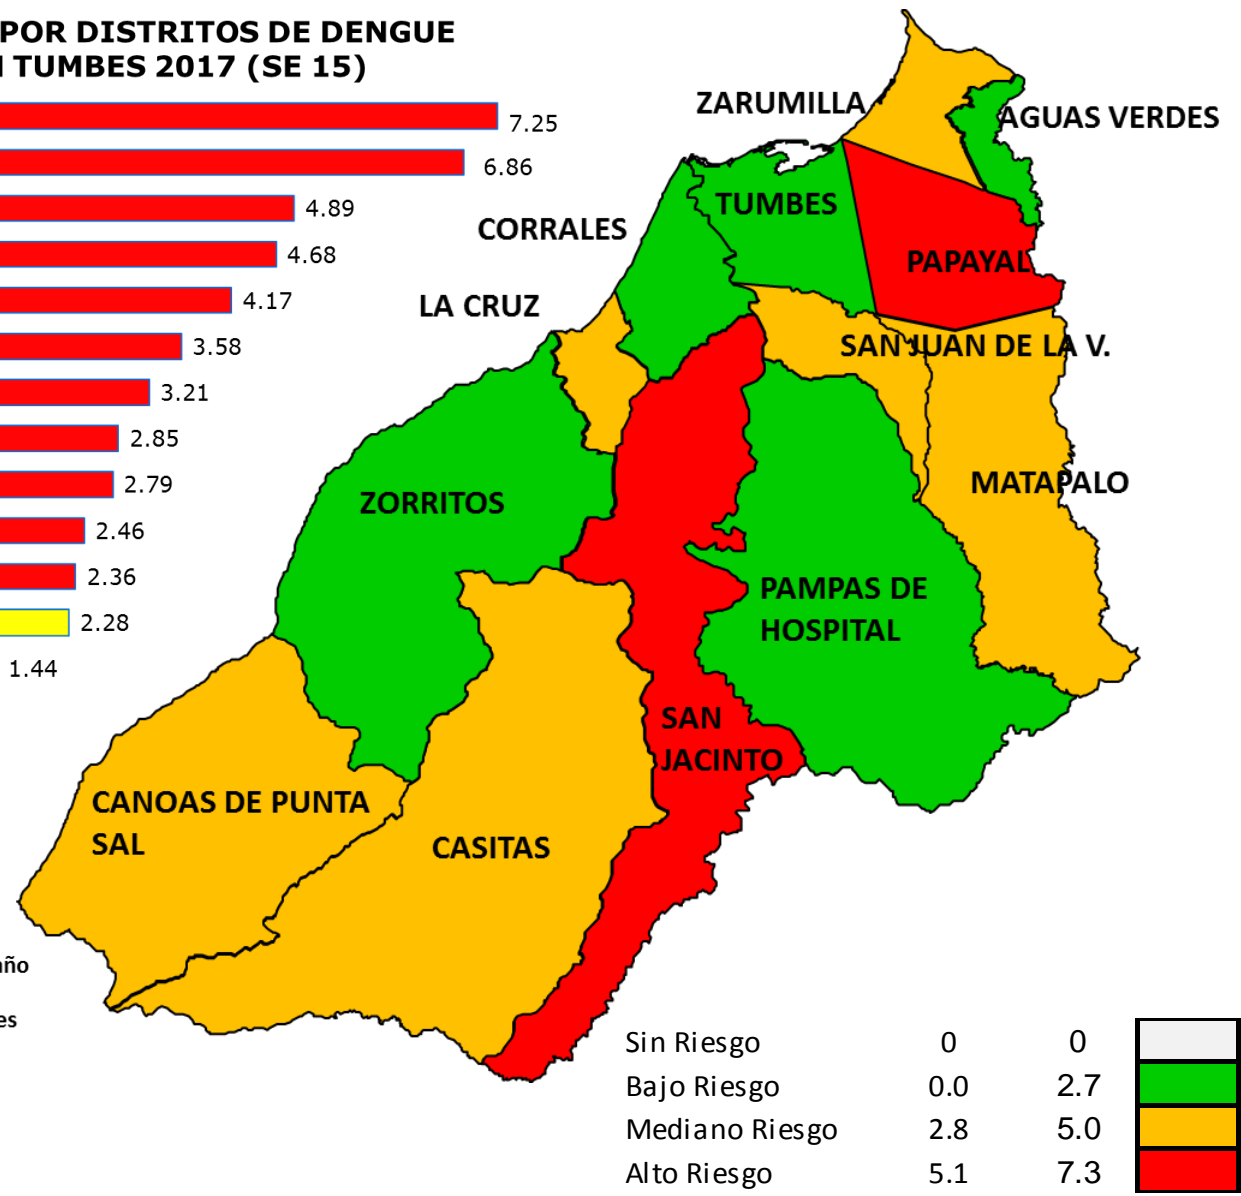 POR DISTRITOS DE DENGUE
TUMBES 2017 (SE 15)
7.25
6.86
4.89
4.68
4.17
3.58
3.21
2.85
2.79
2.46
2.36
2.28
1.44
ZARUMILLA
AGUAS VERDES
TUMBES
CORRALES
PAPAYAL
LA CRUZ
SAN JUAN DE LA V.
MATAPALO
ZORRITOS
PAMPAS DE
HOSPITAL
SAN
JACINTO
CANOAS DE PUNTA
SAL
CASITAS
Sin Riesgo 0 0
Bajo Riesgo 0.0 2.7
Mediano Riesgo 2.8 5.0
Alto Riesgo 5.1 7.3